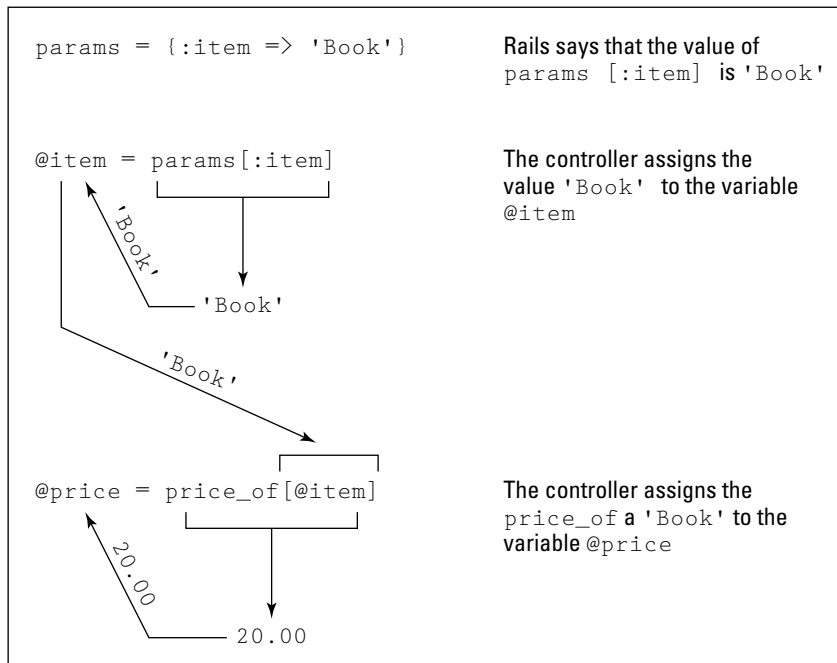 params = {:item => 'Book'}
Rails says that the value of
params [:item] is 'Book'
@item = params[:item]
The controller assigns the
value 'Book' to the variable
@item
'Book'
'Book'
'Book'
@price = price_of[@item]
The controller assigns the
price_of a 'Book' to the
variable @price
20.00
20.00